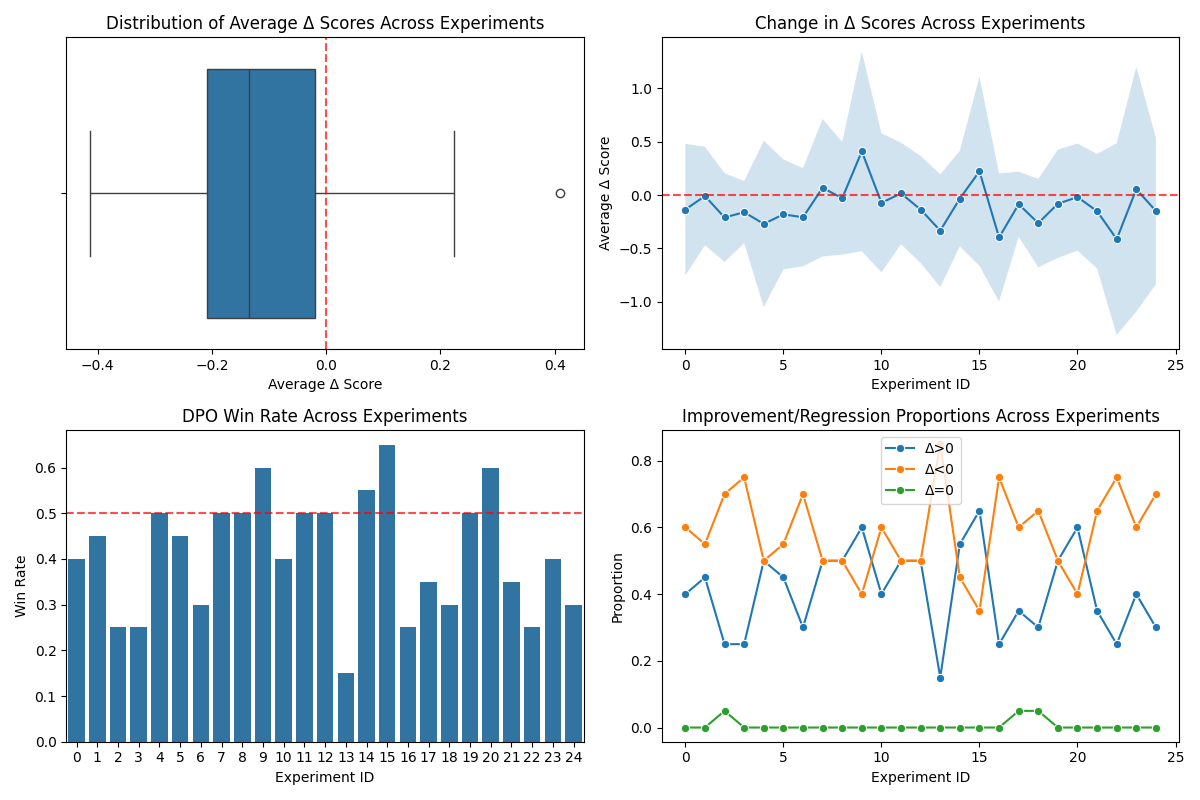 Distribution of Average Δ Scores Across Experiments
−0.4 −0.2 0.0 0.2 0.4
Average Δ Score
Change in Δ Scores Across Experiments
1.0
0.5
0.0
−0.5
−1.0
Average Δ Score
0 5 10 15 20 25
Experiment ID
DPO Win Rate Across Experiments
0.6
0.5
0.4
0.3
0.2
0.1
0.0
Win Rate
0 1 2 3 4 5 6 7 8 9 10 11 12 13 14 15 16 17 18 19 20 21 22 23 24
Experiment ID
Improvement/Regression Proportions Across Experiments
Δ>0
Δ<0
Δ=0
0.8
0.6
0.4
0.2
0.0
Proportion
0 5 10 15 20 25
Experiment ID